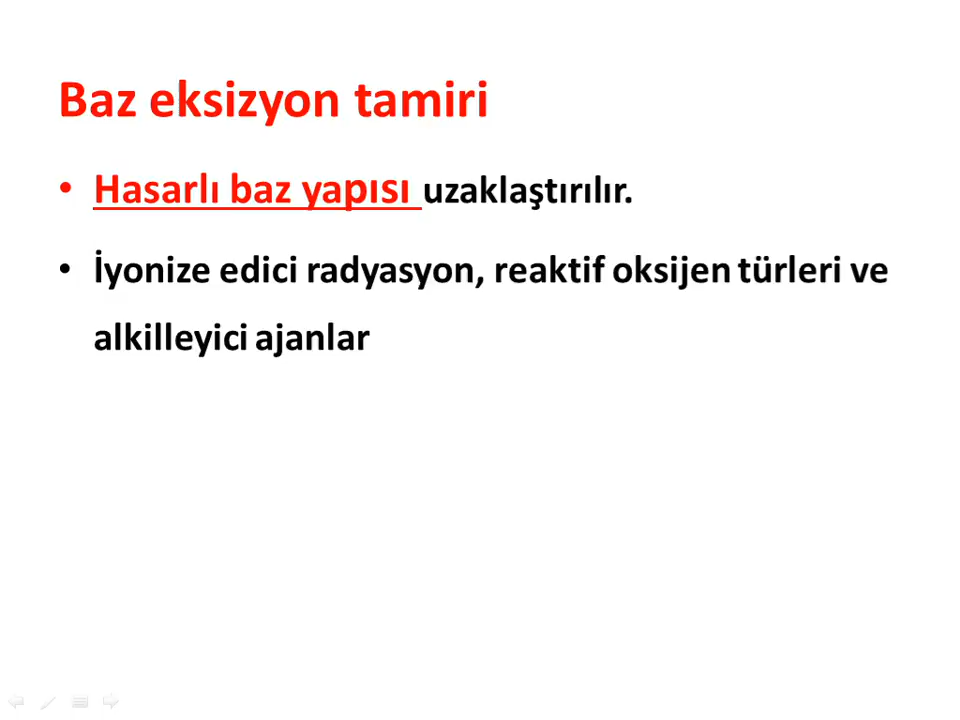 Baz eksizyon tamiri
• Hasarlı baz yapısı uzaklaştırılır.
• İyonize edici radyasyon, reaktif oksijen türleri ve
alkilleyici ajanlar